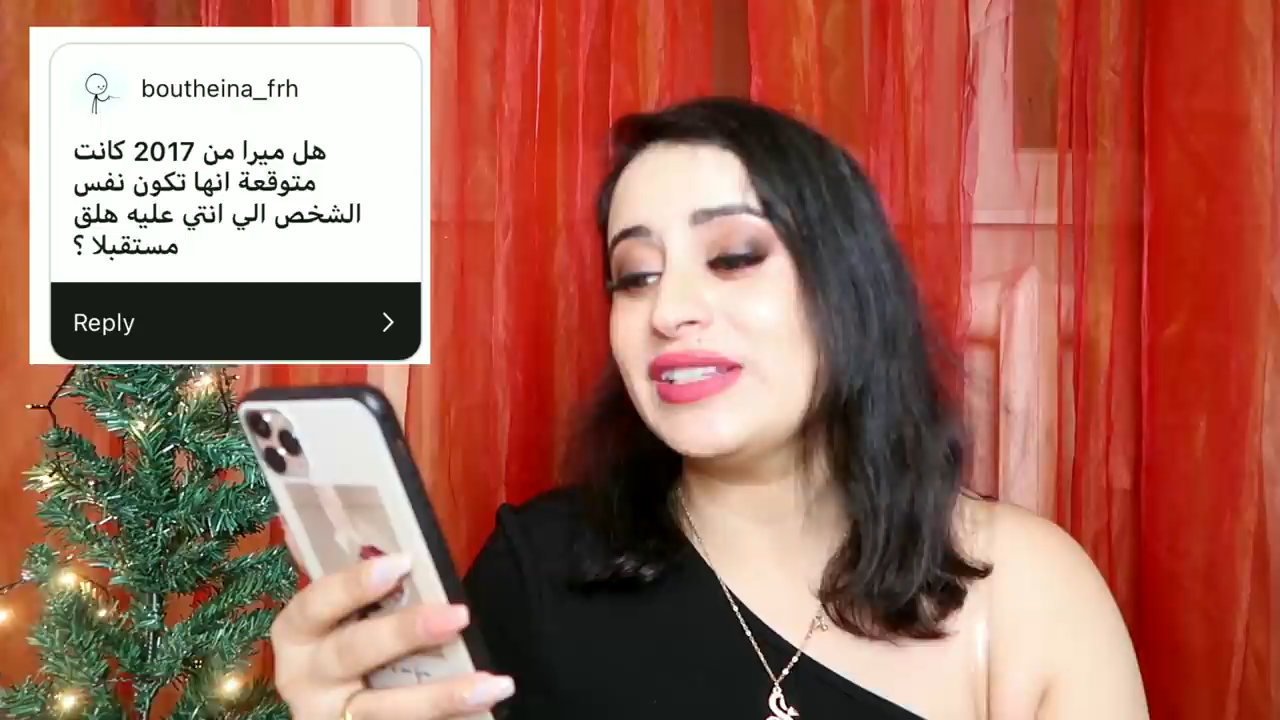 boutheina_frh
هل ميرا من 2017 كانت
متوقعة انها تكون نفس
الشخص الي انتي عليه هلق
مستقبلا ؟
Reply